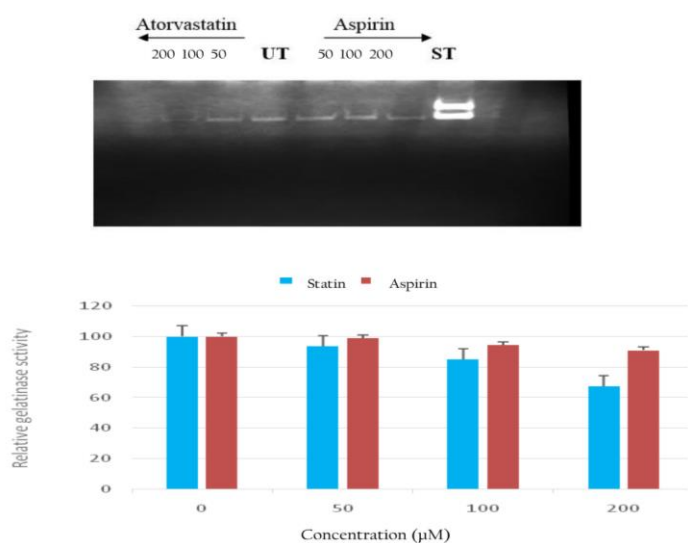 Atorvastatin Aspirin
200 100 50 UT 50 100 200 ST
Statin Aspirin
120
100
80
60
40
20
0
Relative gelatinase sctivity
0 50 100 200
Concentration (µM)